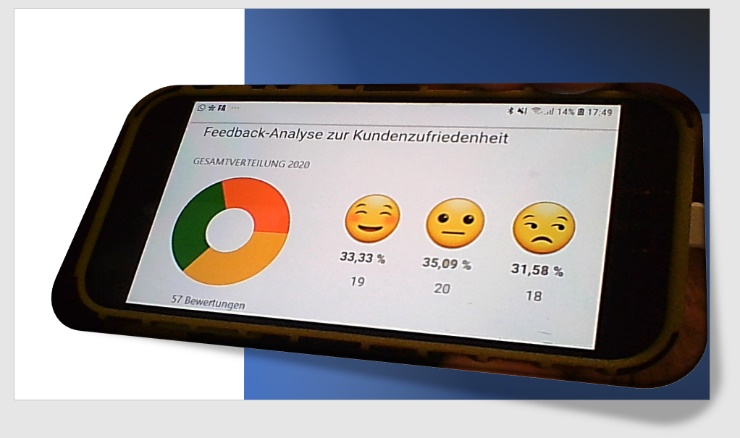 FA ... 14% 17:49
Feedback-Analyse zur Kundenzufriedenheit
GESAMTVERTEILUNG 2020
33,33 % 35,09 % 31,58 %
19 20 18
57 Bewertungen